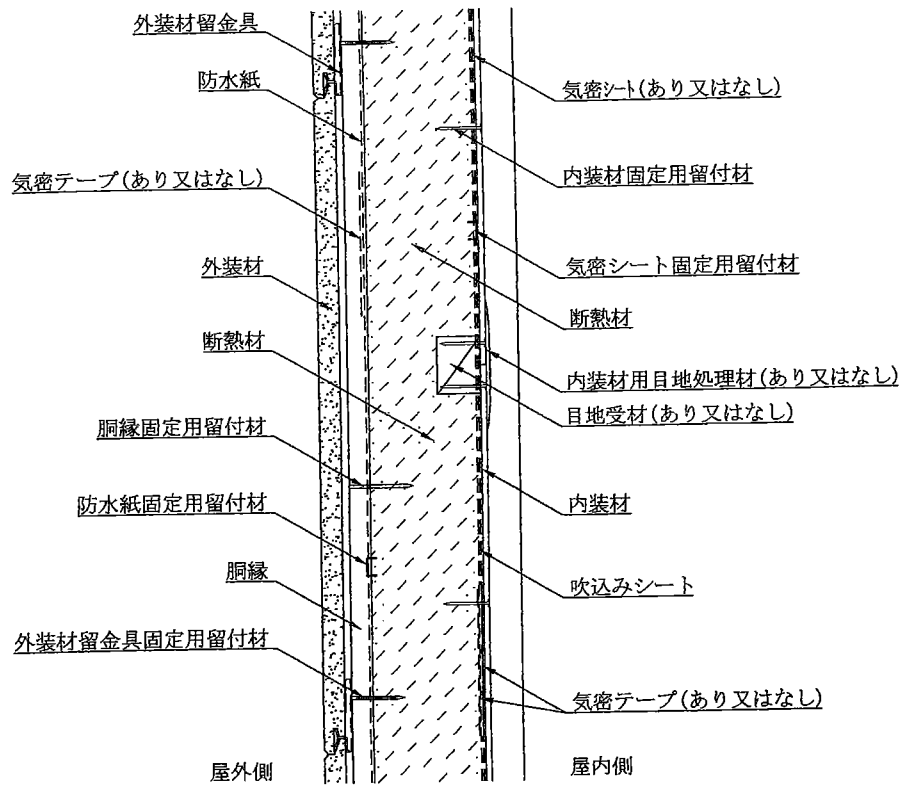 外装材留金具
防水紙
気密テープ(あり又はなし)
外装材
断熱材
胴縁固定用留付材
防水紙固定用留付材
胴縁
外装材留金具固定用留付材
屋外側
気密シート(あり又はなし)
内装材固定用留付材
気密シート固定用留付材
断熱材
内装材用目地処理材(あり又はなし)
目地受材(あり又はなし)
内装材
吹込みシート
気密テープ(あり又はなし)
屋内側